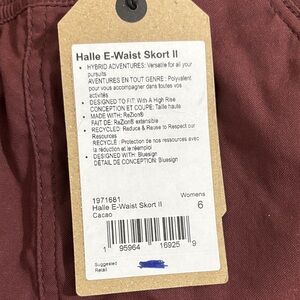 Halle E-Waist Skort II
• HYBRID ADVENTURES: Versatile for all your
pursuits
AVENTURES EN TOUT GENRE : Polyvalent
pour vous accompagner dans toutes vos
activités
• DESIGNED TO FIT: With A High Rise
CONCEPTION ET COUPE: Taille haute
• MADE WITH: ReZion®
FAIT DE: ReZion® extensible
• RECYCLED: Reduce & Reuse to Respect our
Resources
RECYCLÉ : Protection de nos ressources avec
la réduction et le réemploi
• DESIGNED WITH: Bluesign
DÉTAIL DE CONCEPTION: Bluesign
1971681 Womens
Halle E-Waist Skort II 6
Cacao
1 95964 16925 9
Suggested
Retail